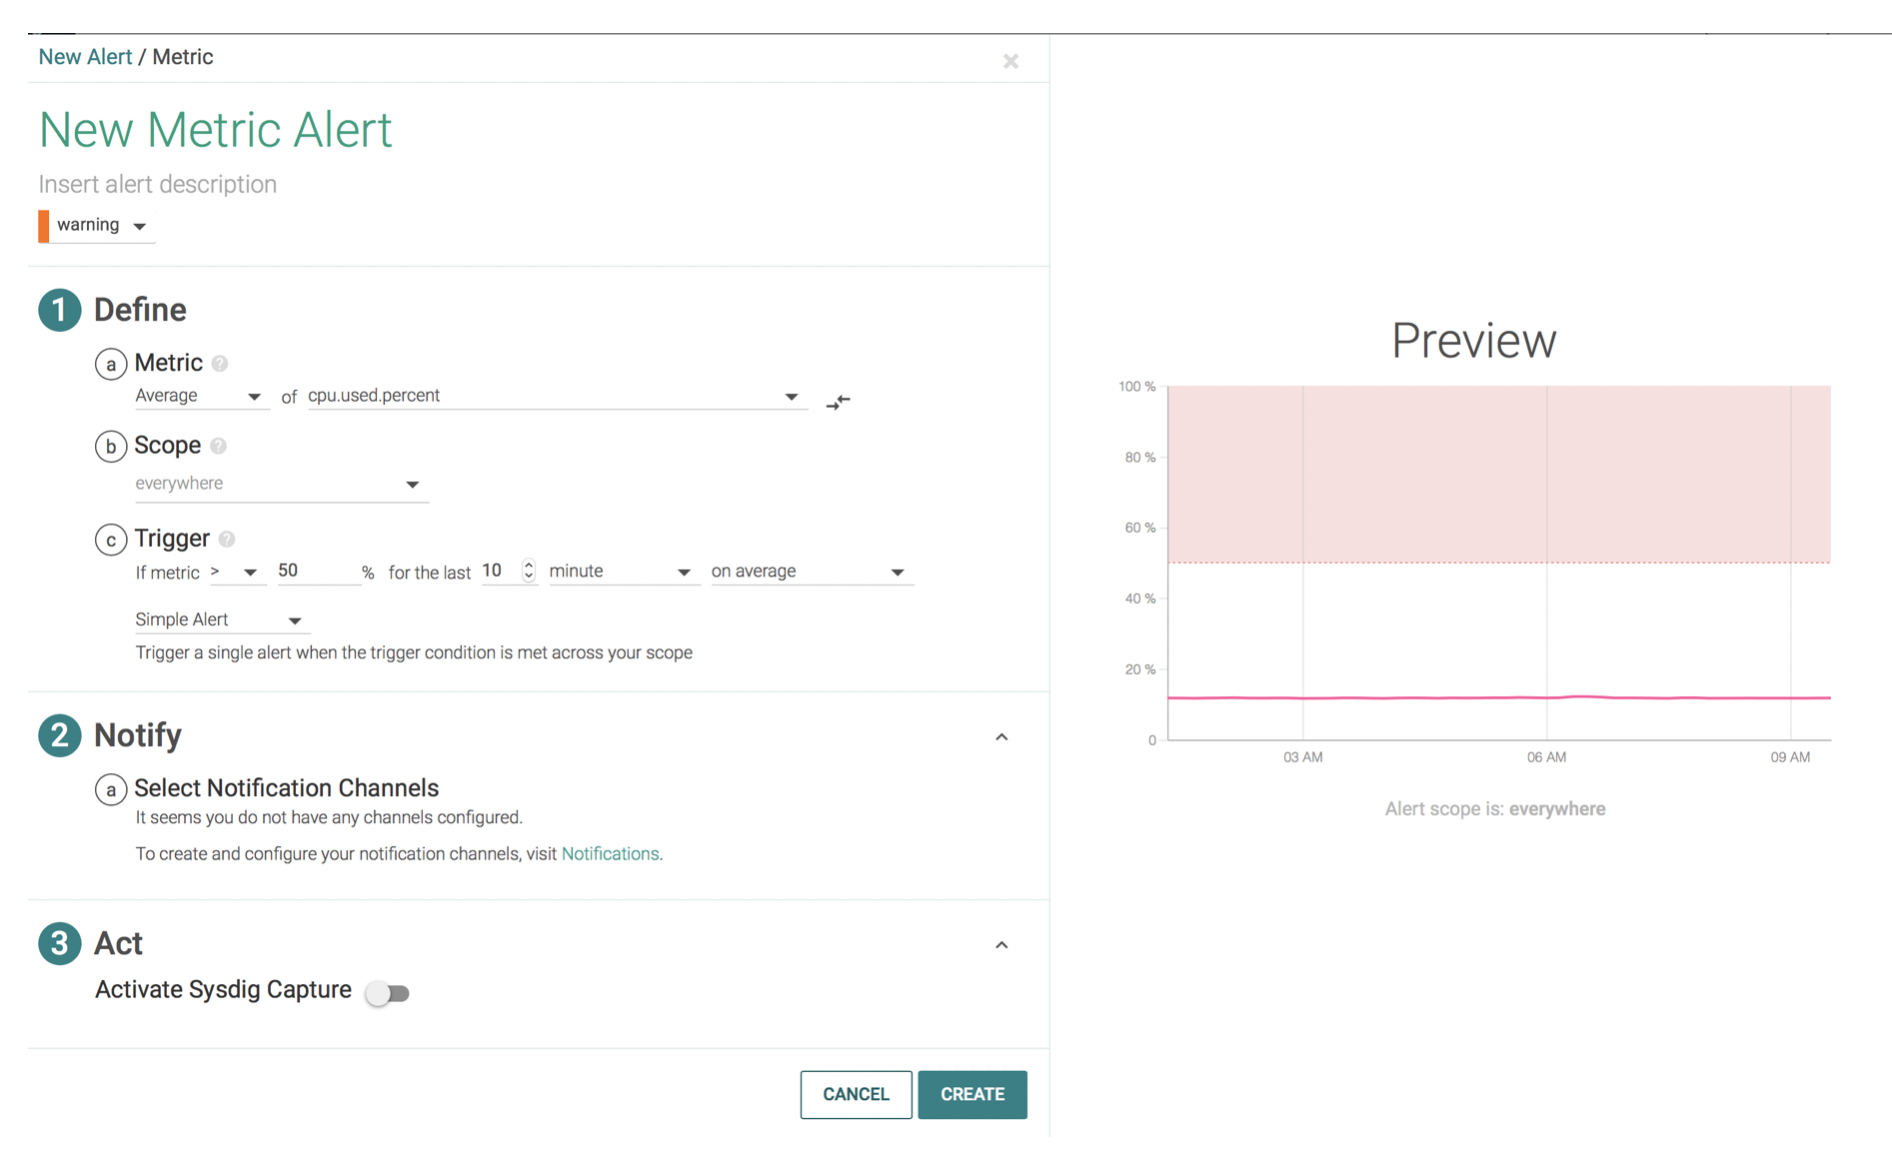 New Alert / Metric
×
New Metric Alert
Insert alert description
warning
1 Define
a Metric ?
Average of cpu.used.percent
b Scope ?
everywhere
c Trigger ?
If metric > 50 % for the last 10 minute on average
Simple Alert
Trigger a single alert when the trigger condition is met across your scope
2 Notify
a Select Notification Channels
It seems you do not have any channels configured.
To create and configure your notification channels, visit Notifications.
3 Act
Activate Sysdig Capture
CANCEL CREATE
Preview
100 %
80 %
60 %
40 %
20 %
0
03 AM 06 AM 09 AM
Alert scope is: everywhere